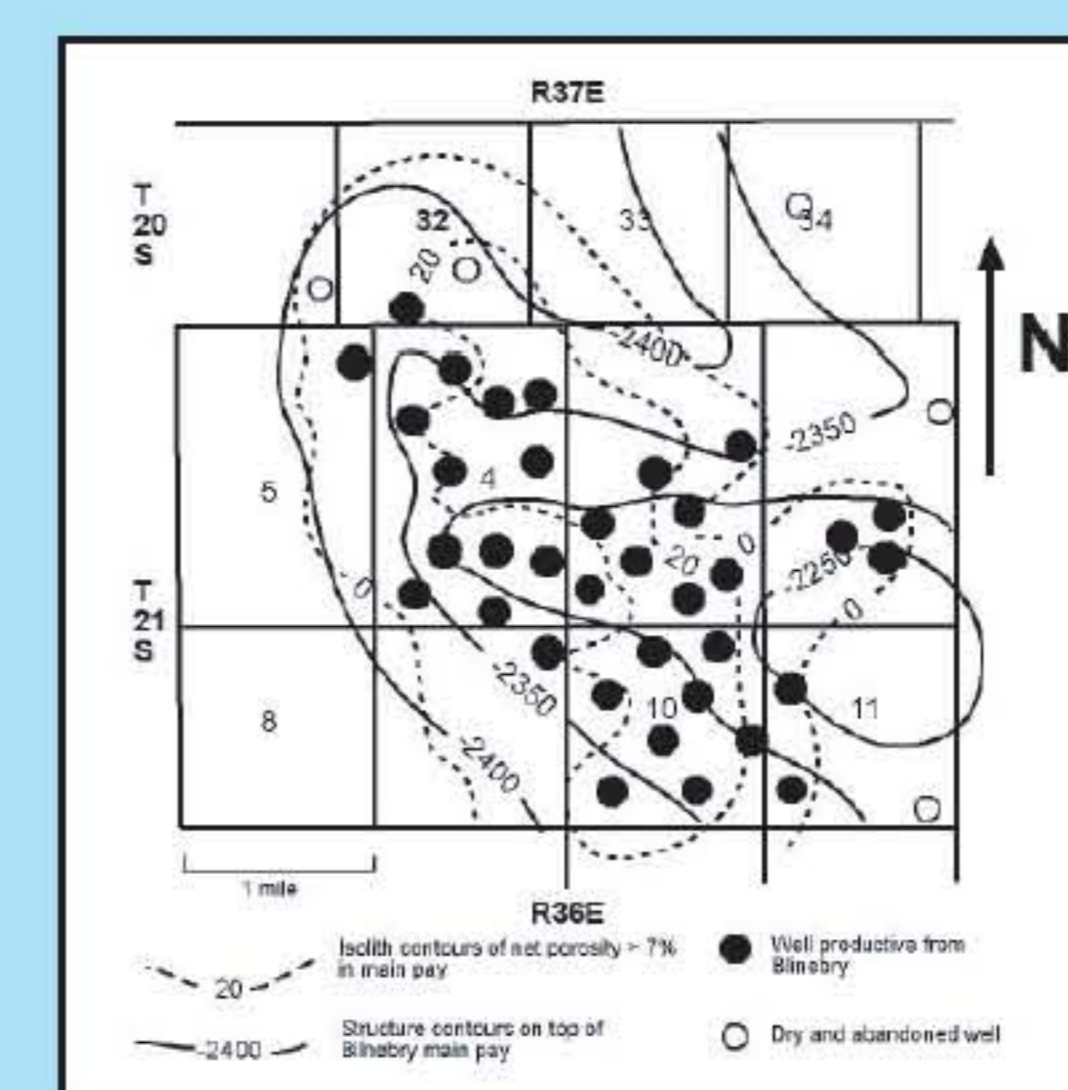 R37E
T
20
S
32
33
34
20
-2400
N
-2350
5
4
20
0
-2250
0
0
T
21
S
-2350
8
10
11
-2400
1 mile
R36E
20
Isolith contours of net porosity > 7%
in main pay
Well productive from
Blinebry
-2400
Structure contours on top of
Blinebry main pay
Dry and abandoned well